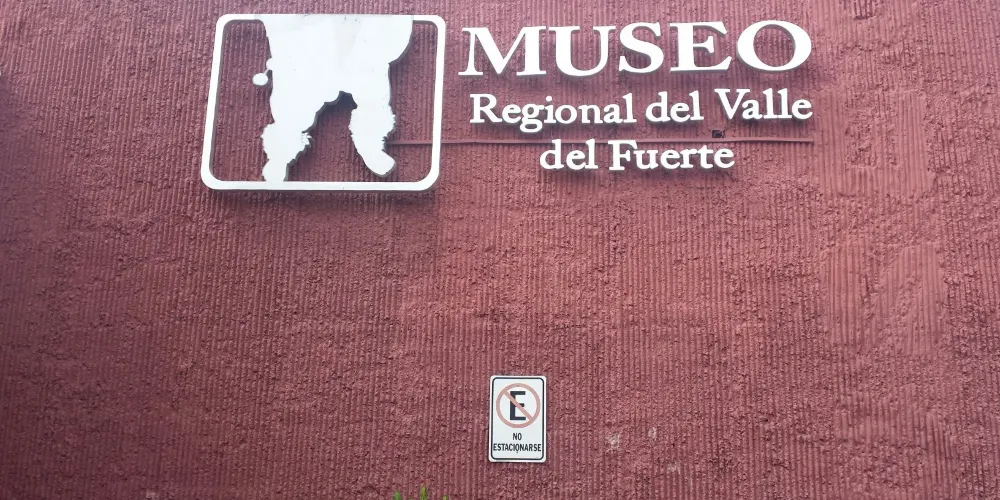 MUSEO
Regional del Valle
del Fuerte
E
NO
ESTACIONARSE